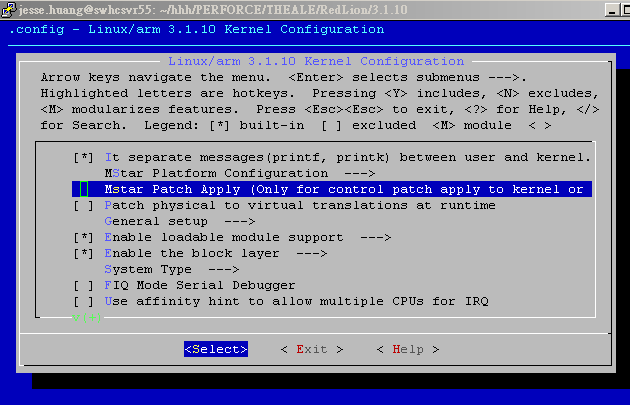 jesse.huang@swhcsvr55: ~/hhh/PERFORCE/THEALE/RedLion/3.1.10
.config - Linux/arm 3.1.10 Kernel Configuration
Linux/arm 3.1.10 Kernel Configuration
Arrow keys navigate the menu.  <Enter> selects submenus --->.
Highlighted letters are hotkeys.  Pressing <Y> includes, <N> excludes,
<M> modularizes features.  Press <Esc><Esc> to exit, <?> for Help, </>
for Search.  Legend: [*] built-in  [ ] excluded  <M> module  < >
[*] It separate messages(printf, printk) between user and kernel.
MStar Platform Configuration  --->
[ ] Mstar Patch Apply (Only for control patch apply to kernel or
[ ] Patch physical to virtual translations at runtime
General setup  --->
[*] Enable loadable module support  --->
[*] Enable the block layer  --->
System Type  --->
[ ] FIQ Mode Serial Debugger
[ ] Use affinity hint to allow multiple CPUs for IRQ
<Select>    < Exit >    < Help >